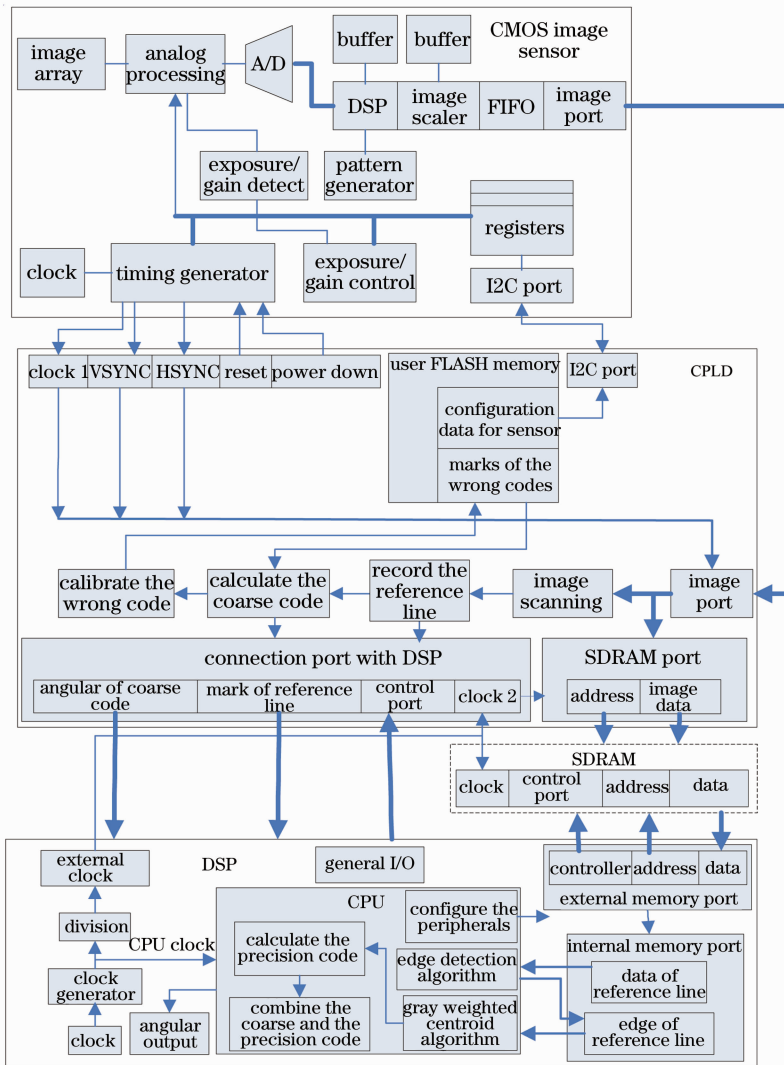 CMOS image
sensor
buffer
buffer
image
array
analog
processing
A/D
DSP
image
scaler
FIFO
image
port
exposure/
gain detect
pattern
generator
registers
clock
timing generator
exposure/
gain control
I2C port
clock 1
VSYNC
HSYNC
reset
power down
user FLASH memory
I2C port
CPLD
configuration
data for sensor
marks of the
wrong codes
calibrate the
wrong code
calculate the
coarse code
record the
reference
line
image
scanning
image
port
connection port with DSP
SDRAM port
angular of coarse
code
mark of reference
line
control
port
clock 2
address
image
data
SDRAM
clock
control
port
address
data
external
clock
DSP
general I/O
controller
address
data
external memory port
CPU
division
configure the
peripherals
CPU clock
calculate the
precision code
edge detection
algorithm
internal memory port
data of
reference line
clock
generator
combine the
coarse and the
precision code
gray weighted
centroid
algorithm
edge of
reference line
clock
angular
output